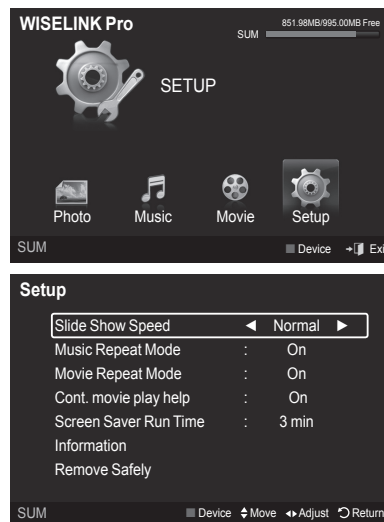 WISELINK Pro
851.98MB/995.00MB Free
SUM
SETUP
Photo Music Movie Setup
SUM Device Exi
Setup
Slide Show Speed ◄ Normal ►
Music Repeat Mode : On
Movie Repeat Mode : On
Cont. movie play help : On
Screen Saver Run Time : 3 min
Information
Remove Safely
SUM Device Move Adjust Return